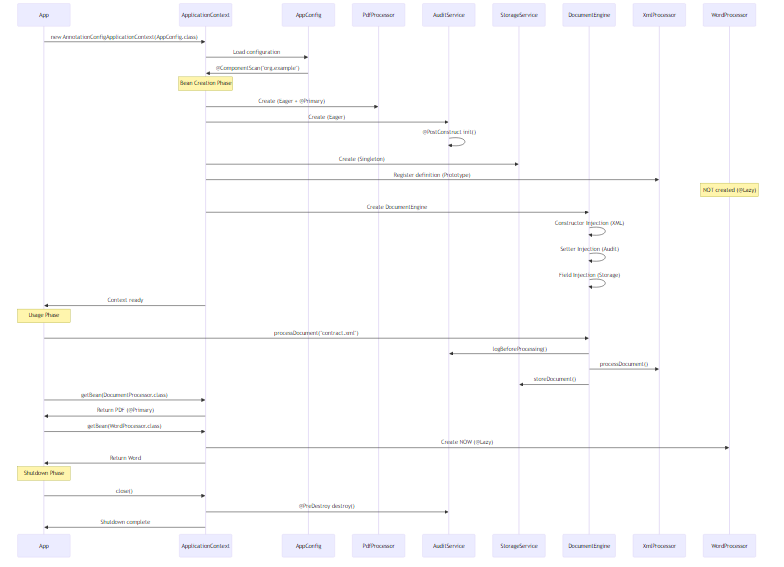 App ApplicationContext AppConfig PdfProcessor AuditService StorageService DocumentEngine XmlProcessor WordProcessor
new AnnotationConfigApplicationContext(AppConfig.class)
Load configuration
@ComponentScan("org.example")
Bean Creation Phase
Create (Eager + @Primary)
Create (Eager)
@PostConstruct init()
Create (Singleton)
Register definition (Prototype)
NOT created (@Lazy)
Create DocumentEngine
Constructor Injection (XML)
Setter Injection (Audit)
Field Injection (Storage)
Context ready
Usage Phase
processDocument("contract.xml")
logBeforeProcessing()
processDocument()
storeDocument()
getBean(DocumentProcessor.class)
Return PDF (@Primary)
getBean(WordProcessor.class)
Create NOW (@Lazy)
Return Word
Shutdown Phase
close()
@PreDestroy destroy()
Shutdown complete
App ApplicationContext AppConfig PdfProcessor AuditService StorageService DocumentEngine XmlProcessor WordProcessor